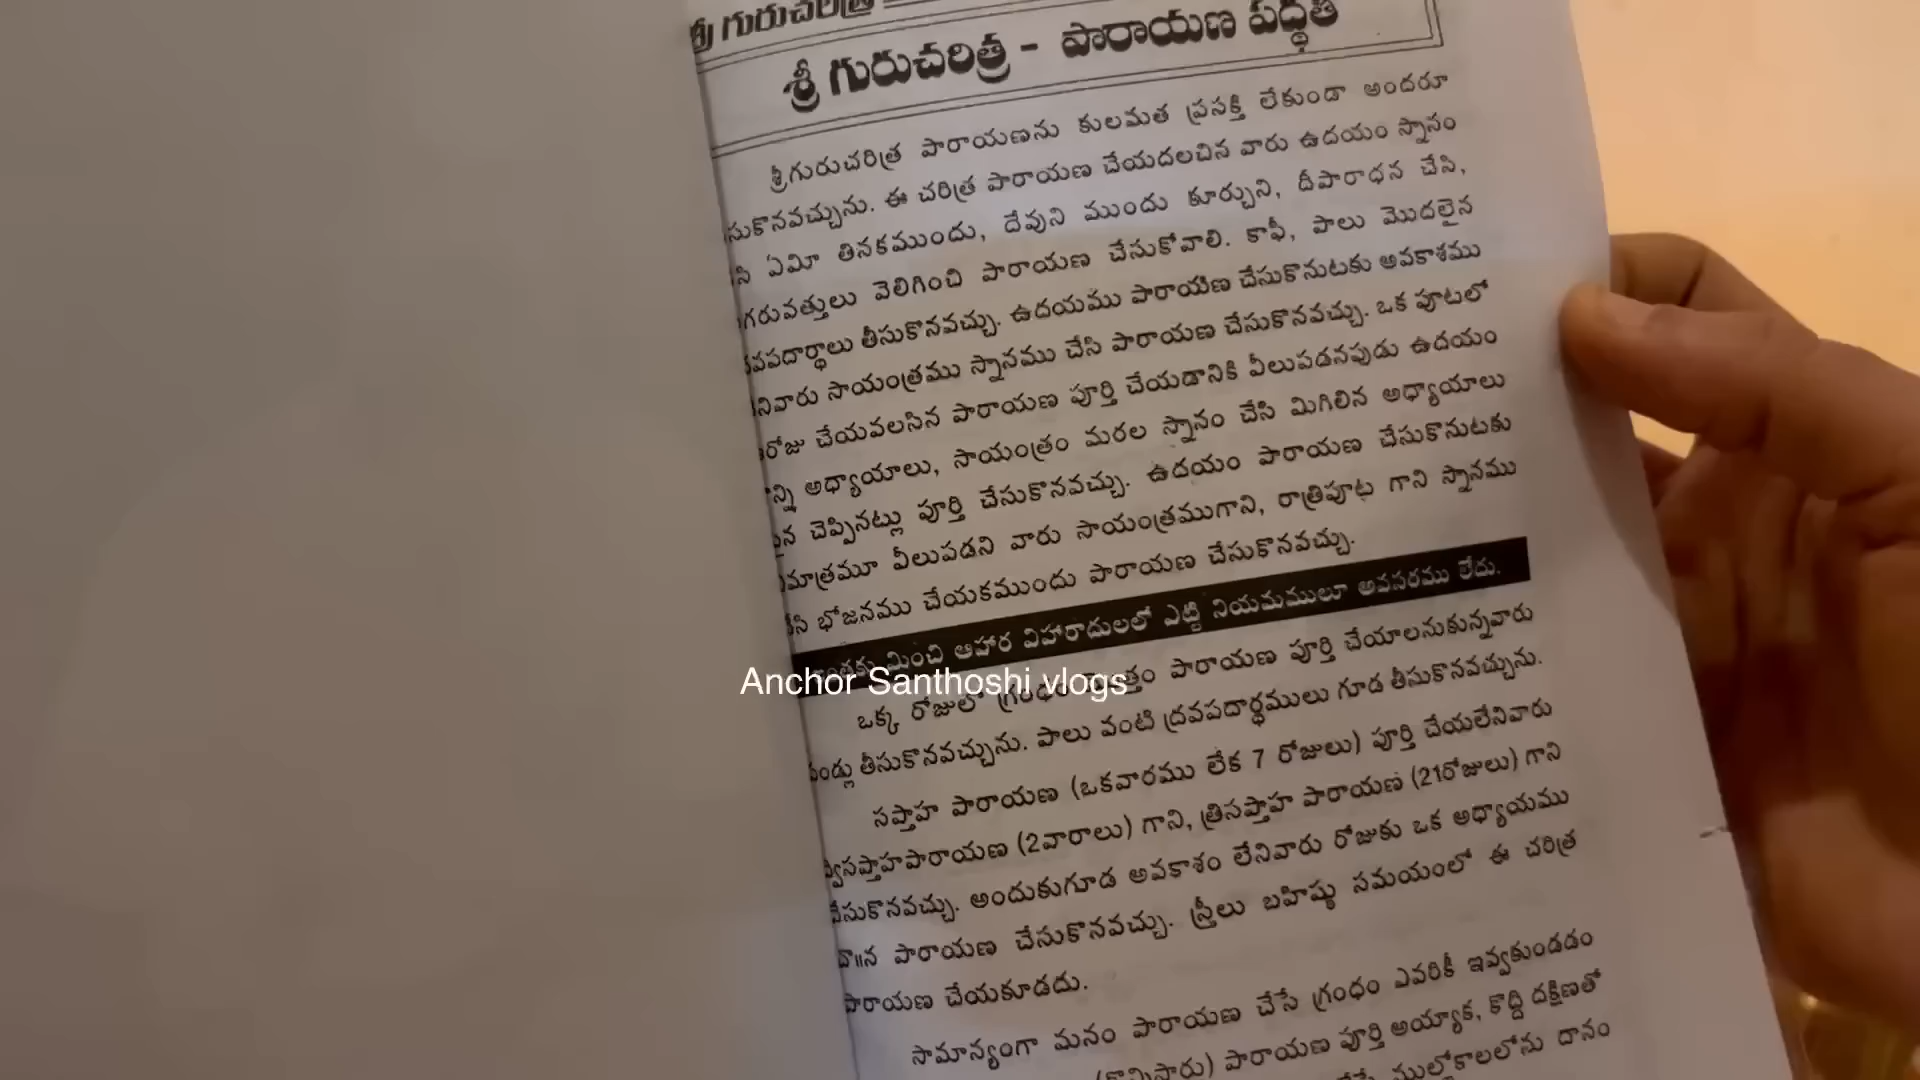 శ్రీ గురుచరిత్ర
శ్రీ గురుచరిత్ర - పారాయణ పద్ధతి
శ్రీగురుచరిత్ర పారాయణను కులమత ప్రసక్తి లేకుండా అందరూ
సుకొనవచ్చును. ఈ చరిత్ర పారాయణ చేయదలచిన వారు ఉదయం స్నానం
సి ఏమీ తినకముందు, దేవుని ముందు కూర్చుని, దీపారాధన చేసి,
గరువత్తులు వెలిగించి పారాయణ చేసుకోవాలి. కాఫీ, పాలు మొదలైన
వపదార్థాలు తీసుకొనవచ్చు. ఉదయము పారాయణ చేసుకొనుటకు అవకాశము
నివారు సాయంత్రము స్నానము చేసి పారాయణ చేసుకొనవచ్చు. ఒక పూటలో
రోజు చేయవలసిన పారాయణ పూర్తి చేయడానికి వీలుపడనపుడు ఉదయం
న్ని అధ్యాయాలు, సాయంత్రం మరల స్నానం చేసి మిగిలిన అధ్యాయాలు
న చెప్పినట్లు పూర్తి చేసుకొనవచ్చు. ఉదయం పారాయణ చేసుకొనుటకు
మాత్రమూ వీలుపడని వారు సాయంత్రముగాని, రాత్రిపూట గాని స్నానము
సి భోజనము చేయకముందు పారాయణ చేసుకొనవచ్చు.
మించి ఆహార విహారాదులలో ఎట్టి నియమములూ అవసరము లేదు.
Anchor Santhoshi vlogs
ఒక్క రోజులో గ్రంథం మొత్తం పారాయణ పూర్తి చేయాలనుకున్నవారు
పండ్లు తీసుకొనవచ్చును. పాలు వంటి ద్రవపదార్థములు గూడ తీసుకొనవచ్చును.
సప్తాహ పారాయణ (ఒకవారము లేక 7 రోజులు) పూర్తి చేయలేనివారు
ద్విసప్తాహపారాయణ (2వారాలు) గాని, త్రిసప్తాహ పారాయణ (21రోజులు) గాని
చేసుకొనవచ్చు. అందుకుగూడ అవకాశం లేనివారు రోజుకు ఒక అధ్యాయము
పారాయణ చేసుకొనవచ్చు. స్త్రీలు బహిష్ఠు సమయంలో ఈ చరిత్ర
పారాయణ చేయకూడదు.
సామాన్యంగా మనం పారాయణ చేసే గ్రంథం ఎవరికీ ఇవ్వకుండడం
పారాయణ పూర్తి అయ్యాక, కొద్ది దక్షిణతో
దానం